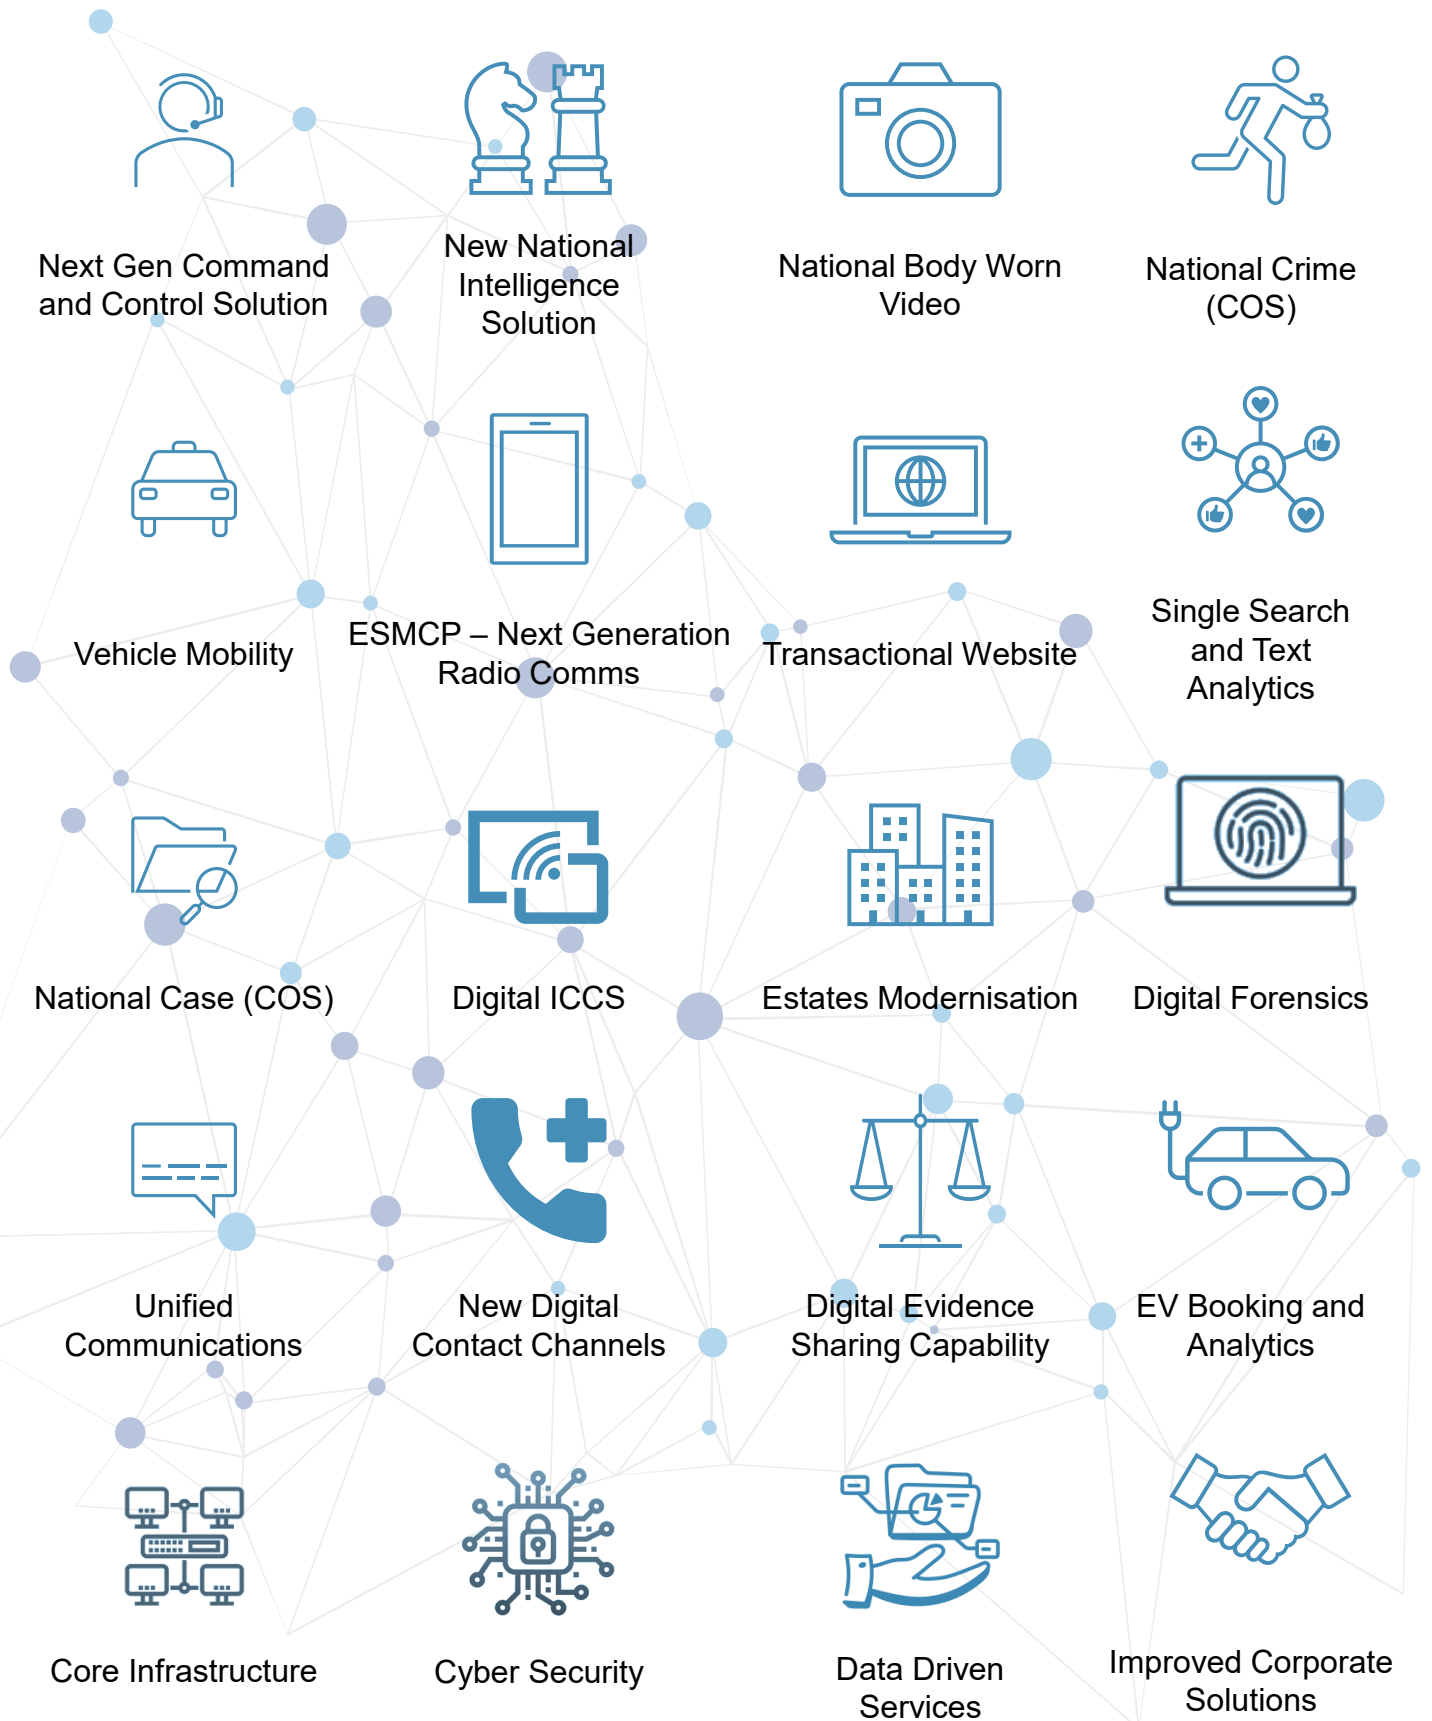 Next Gen Command
and Control Solution
New National
Intelligence
Solution
National Body Worn
Video
National Crime
(COS)
Vehicle Mobility
ESMCP – Next Generation
Radio Comms
Transactional Website
Single Search
and Text
Analytics
National Case (COS)
Digital ICCS
Estates Modernisation
Digital Forensics
Unified
Communications
New Digital
Contact Channels
Digital Evidence
Sharing Capability
EV Booking and
Analytics
Core Infrastructure
Cyber Security
Data Driven
Services
Improved Corporate
Solutions